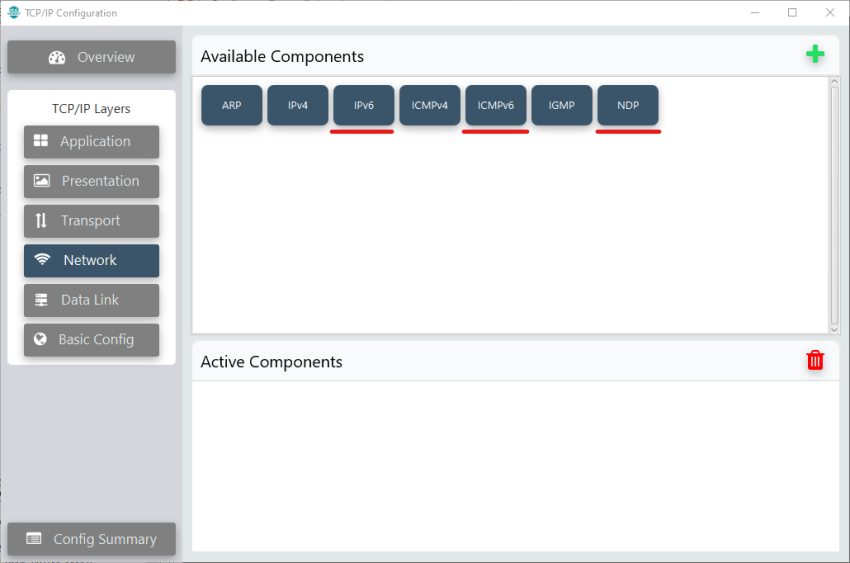 TCP/IP Configuration
Overview
TCP/IP Layers
Application
Presentation
Transport
Network
Data Link
Basic Config
Config Summary
Available Components
ARP
IPv4
IPv6
ICMPv4
ICMPv6
IGMP
NDP
Active Components